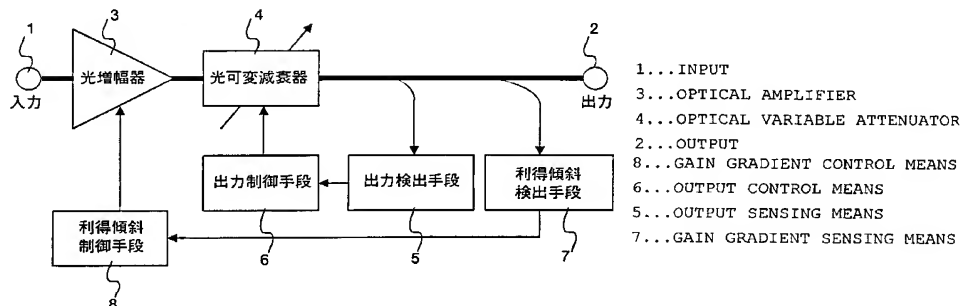 1
3
4
2
光増幅器
光可変減衰器
入力
出力
出力制御手段
出力検出手段
利得傾斜
検出手段
利得傾斜
制御手段
6
5
7
8
1...INPUT
3...OPTICAL AMPLIFIER
4...OPTICAL VARIABLE ATTENUATOR
2...OUTPUT
8...GAIN GRADIENT CONTROL MEANS
6...OUTPUT CONTROL MEANS
5...OUTPUT SENSING MEANS
7...GAIN GRADIENT SENSING MEANS